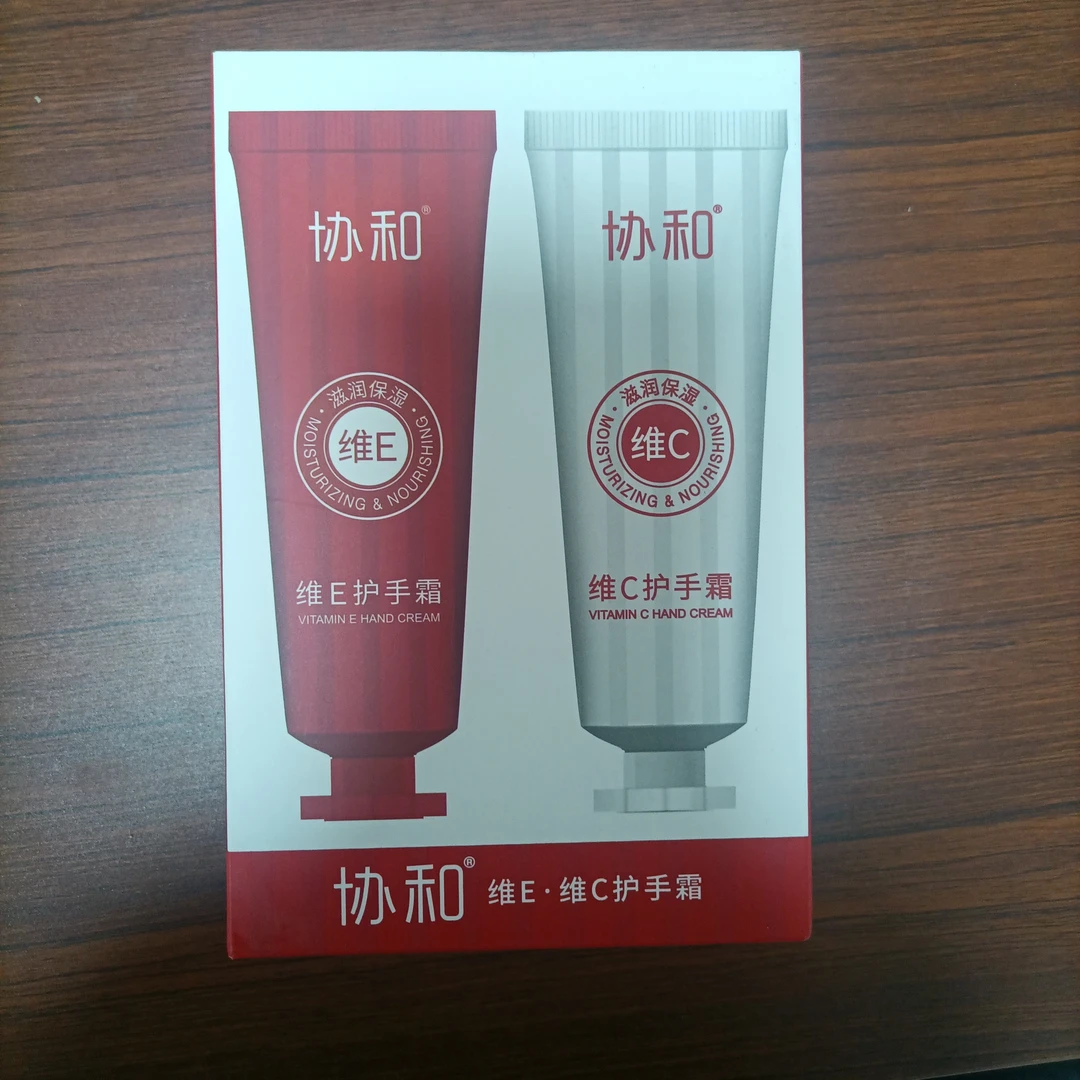 协和®
滋润保湿
维E
MOISTURIZING & NOURISHING
维E护手霜
VITAMIN E HAND CREAM
协和®
滋润保湿
维C
MOISTURIZING & NOURISHING
维C护手霜
VITAMIN C HAND CREAM
协和® 维E·维C护手霜